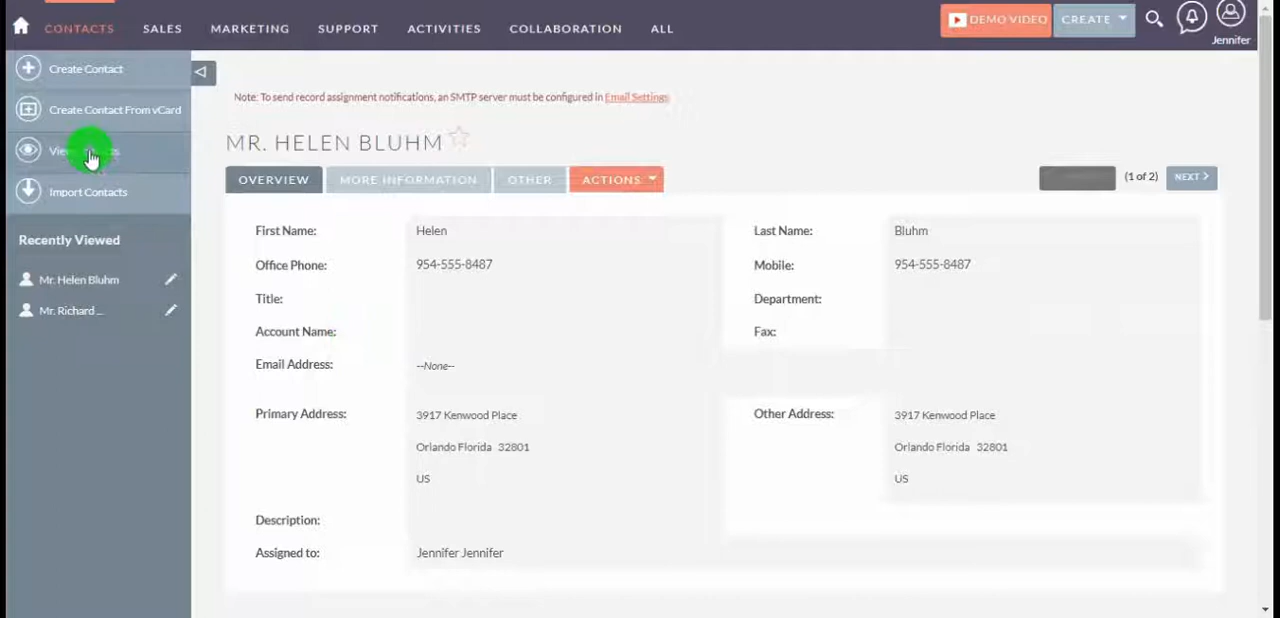 CONTACTS SALES MARKETING SUPPORT ACTIVITIES COLLABORATION ALL DEMO VIDEO CREATE
Jennifer
Create Contact
Create Contact From vCard
Import Contacts
Recently Viewed
Mr. Helen Bluhm
Mr. Richard ...
Note: To send record assignment notifications, an SMTP server must be configured in Email Settings
MR. HELEN BLUHM
OVERVIEW MORE INFORMATION OTHER ACTIONS (1 of 2) NEXT
First Name: Helen Last Name: Bluhm
Office Phone: 954-555-8487 Mobile: 954-555-8487
Title: Department:
Account Name: Fax:
Email Address: --None--
Primary Address: 3917 Kenwood Place Other Address: 3917 Kenwood Place
Orlando Florida 32801 Orlando Florida 32801
US US
Description:
Assigned to: Jennifer Jennifer